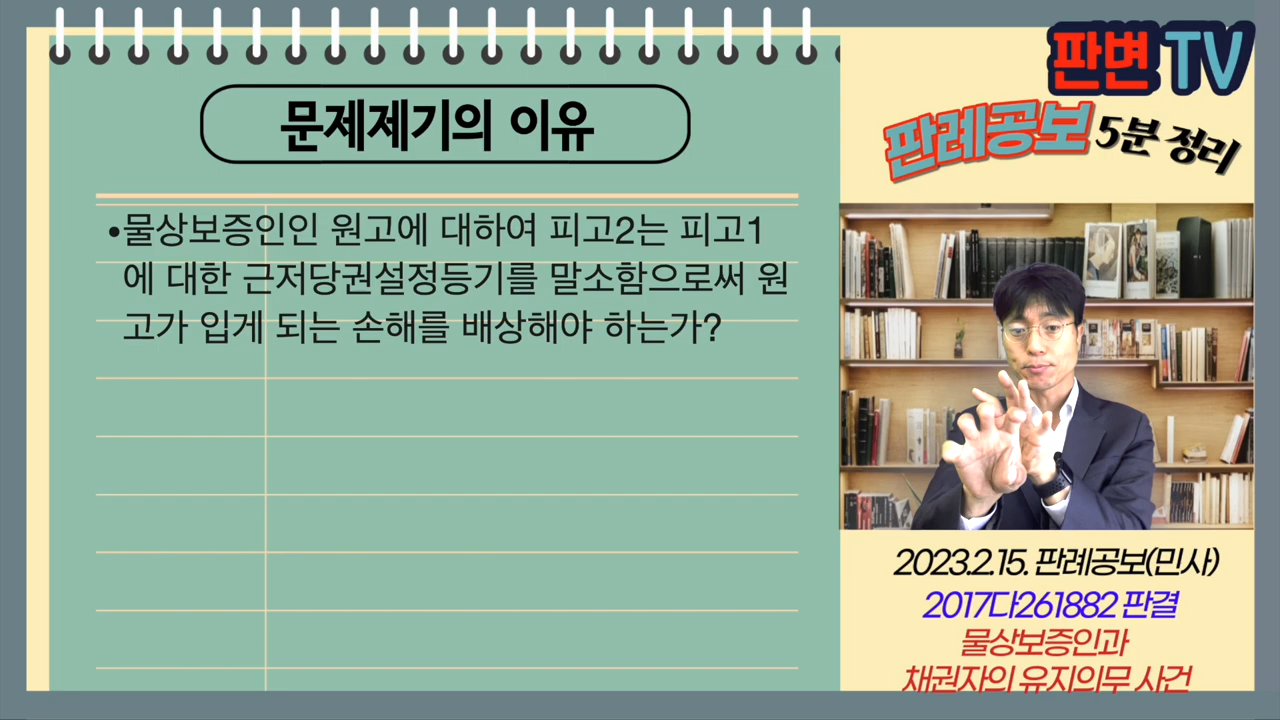 문제제기의 이유
•물상보증인인 원고에 대하여 피고2는 피고1
에 대한 근저당권설정등기를 말소함으로써 원
고가 입게 되는 손해를 배상해야 하는가?
판변 TV
판례공보 5분 정리
2023.2.15. 판례공보(민사)
2017다261882 판결
물상보증인과
채권자의 유지의무 사건